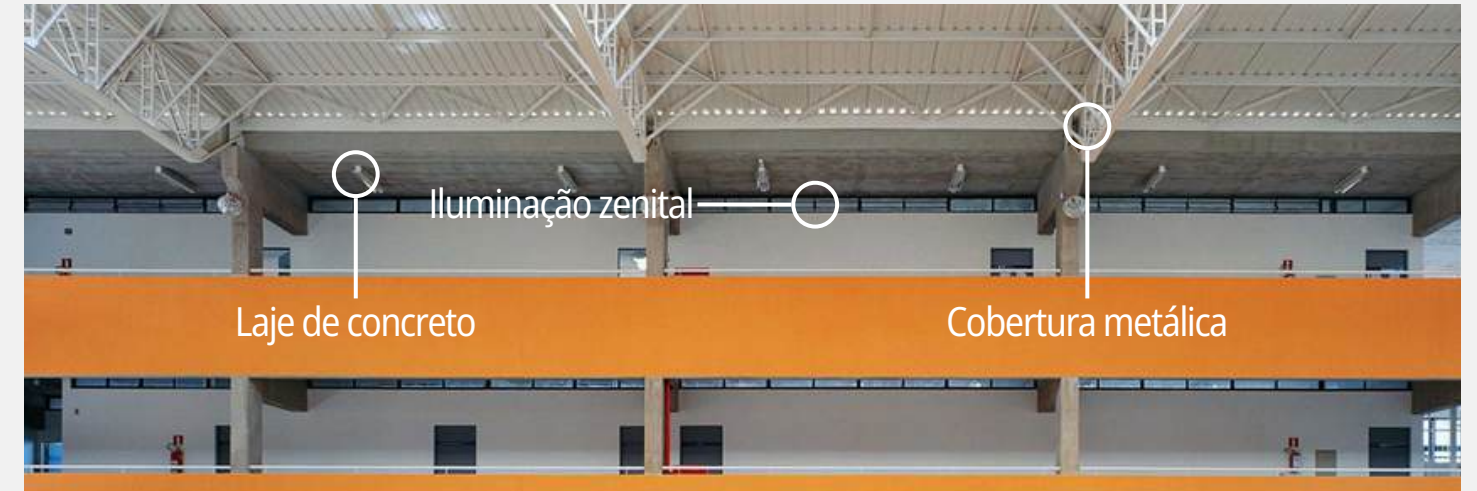 Iluminação zenital
Laje de concreto
Cobertura metálica